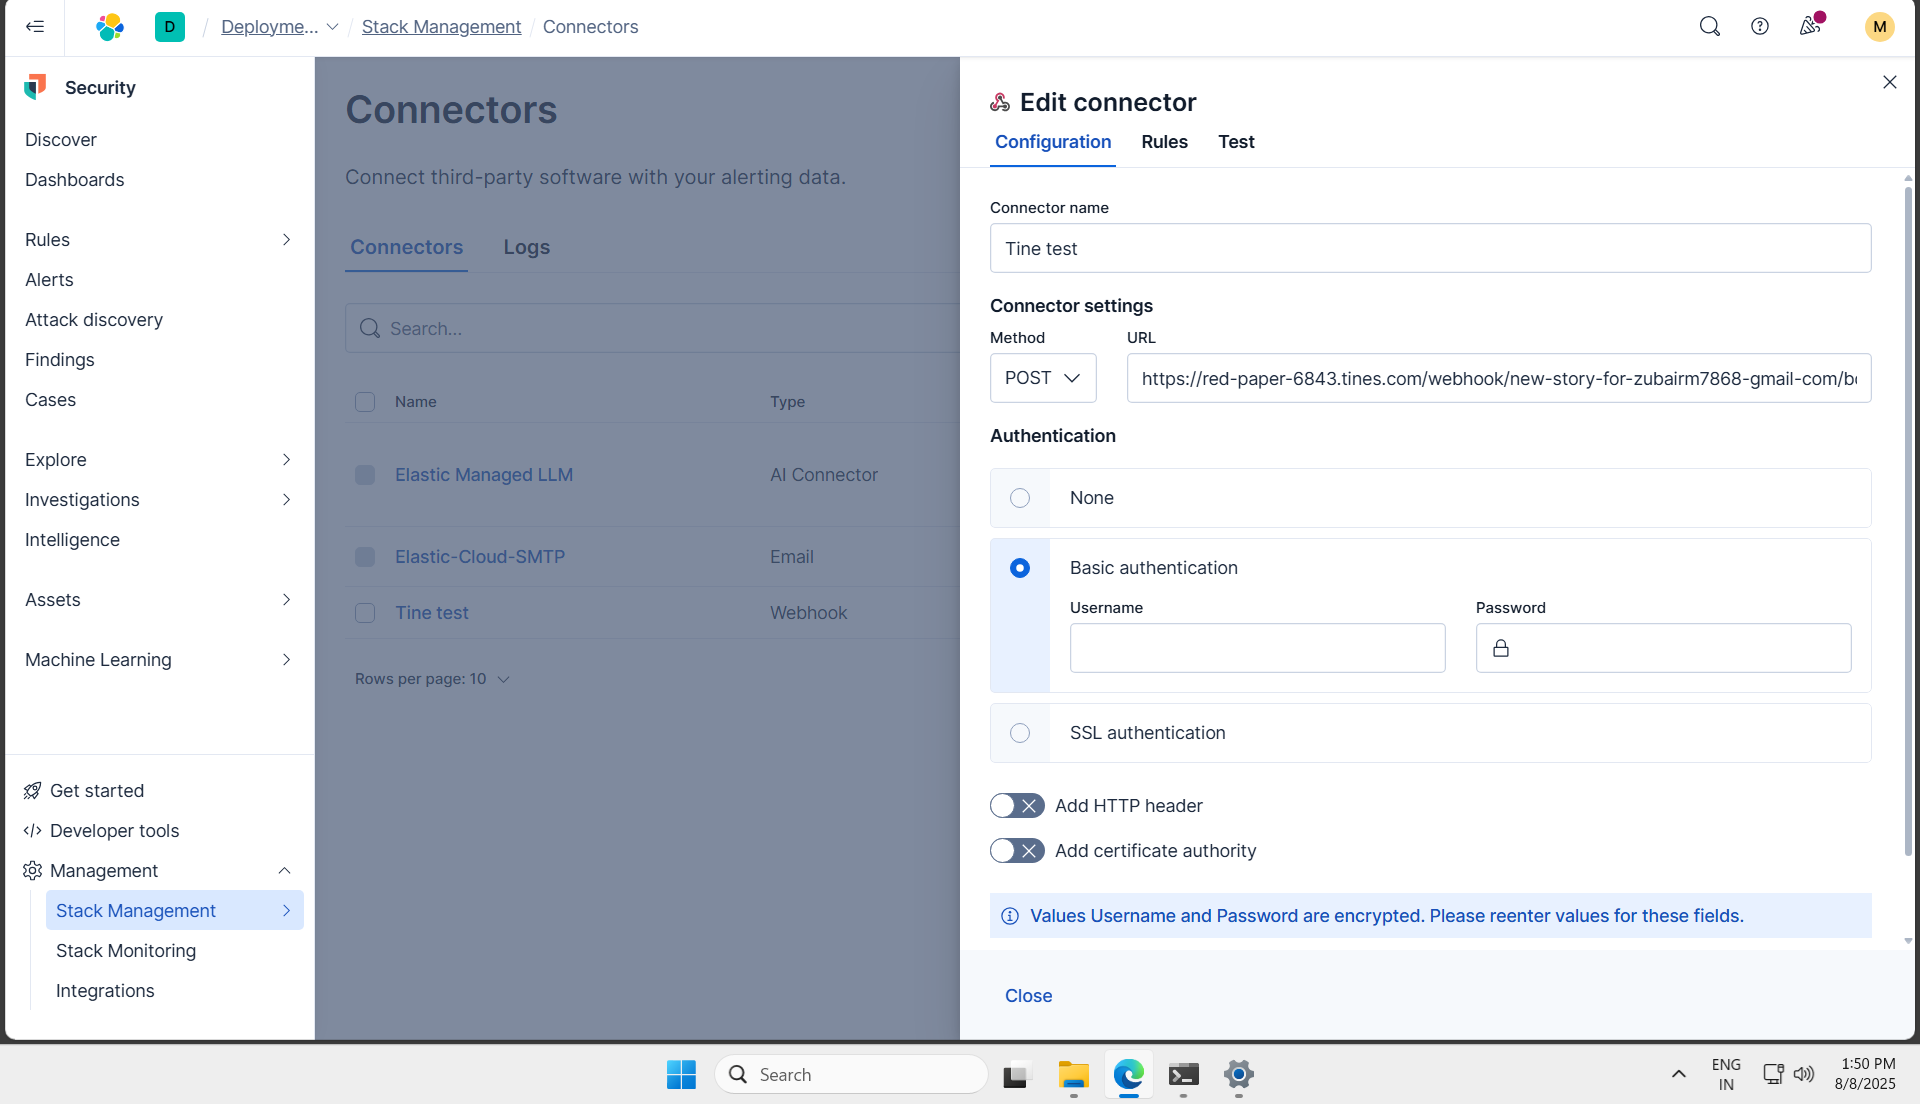 D / Deployme... / Stack Management / Connectors
M
Security
Discover
Dashboards
Rules
Alerts
Attack discovery
Findings
Cases
Explore
Investigations
Intelligence
Assets
Machine Learning
Get started
Developer tools
Management
Stack Management
Stack Monitoring
Integrations
Connectors
Connect third-party software with your alerting data.
Connectors Logs
Search...
Name Type
Elastic Managed LLM AI Connector
Elastic-Cloud-SMTP Email
Tine test Webhook
Rows per page: 10
Edit connector
Configuration Rules Test
Connector name
Tine test
Connector settings
Method URL
POST https://red-paper-6843.tines.com/webhook/new-story-for-zubairm7868-gmail-com/b
Authentication
None
Basic authentication
Username Password
SSL authentication
Add HTTP header
Add certificate authority
Values Username and Password are encrypted. Please reenter values for these fields.
Close
Search
ENG
IN
1:50 PM
8/8/2025